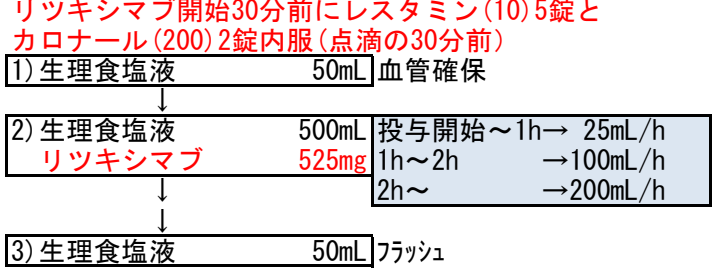 リツキシマブ開始30分前にレスタミン(10)5錠と
カロナール(200)2錠内服(点滴の30分前)
1)生理食塩液 50mL 血管確保
↓
2)生理食塩液 500mL 投与開始～1h→ 25mL/h
リツキシマブ 525mg 1h～2h →100mL/h
↓ 2h～ →200mL/h
↓
3)生理食塩液 50mL フラッシュ